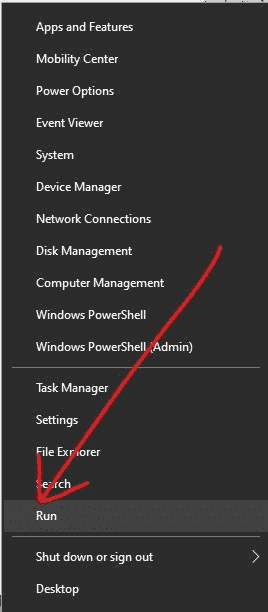 Apps and Features
Mobility Center
Power Options
Event Viewer
System
Device Manager
Network Connections
Disk Management
Computer Management
Windows PowerShell
Windows PowerShell (Admin)
Task Manager
Settings
File Explorer
Search
Run
Shut down or sign out
Desktop